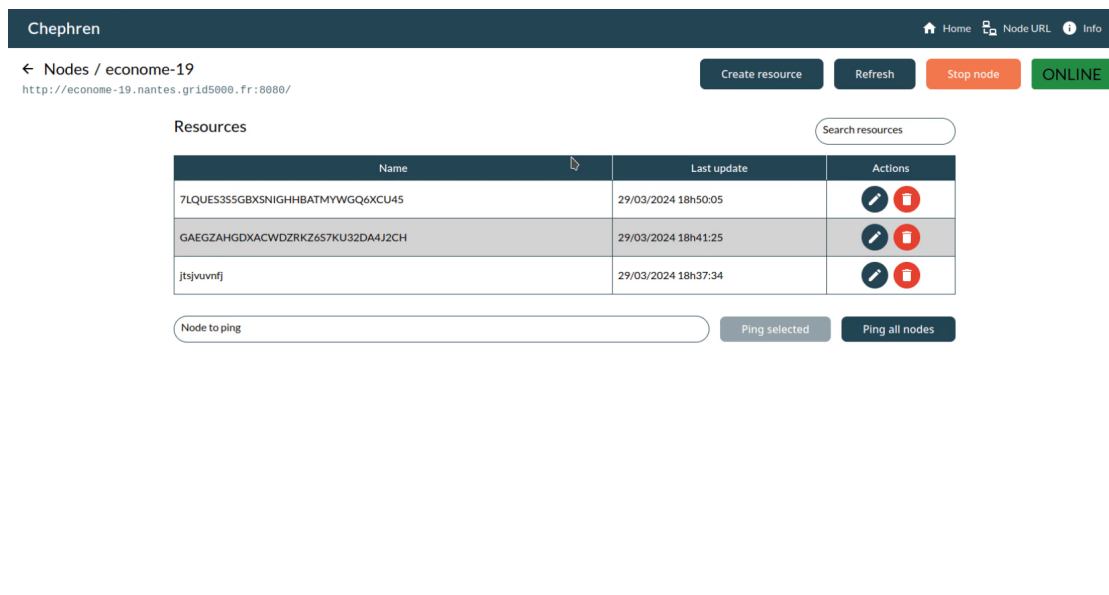 Chephren
Home Node URL Info
Nodes / econome-19
http://econome-19.nantes.grid5000.fr:8080/
Create resource Refresh Stop node ONLINE
Resources
Search resources
Name Last update Actions
7LQUES3S5GBXSNIGHHBATMYWGQ6XCU45 29/03/2024 18h50:05
GAEGZAHGDXACWDZRKZ6S7KU32DA4J2CH 29/03/2024 18h41:25
jtsjvuvnfj 29/03/2024 18h37:34
Node to ping Ping selected Ping all nodes